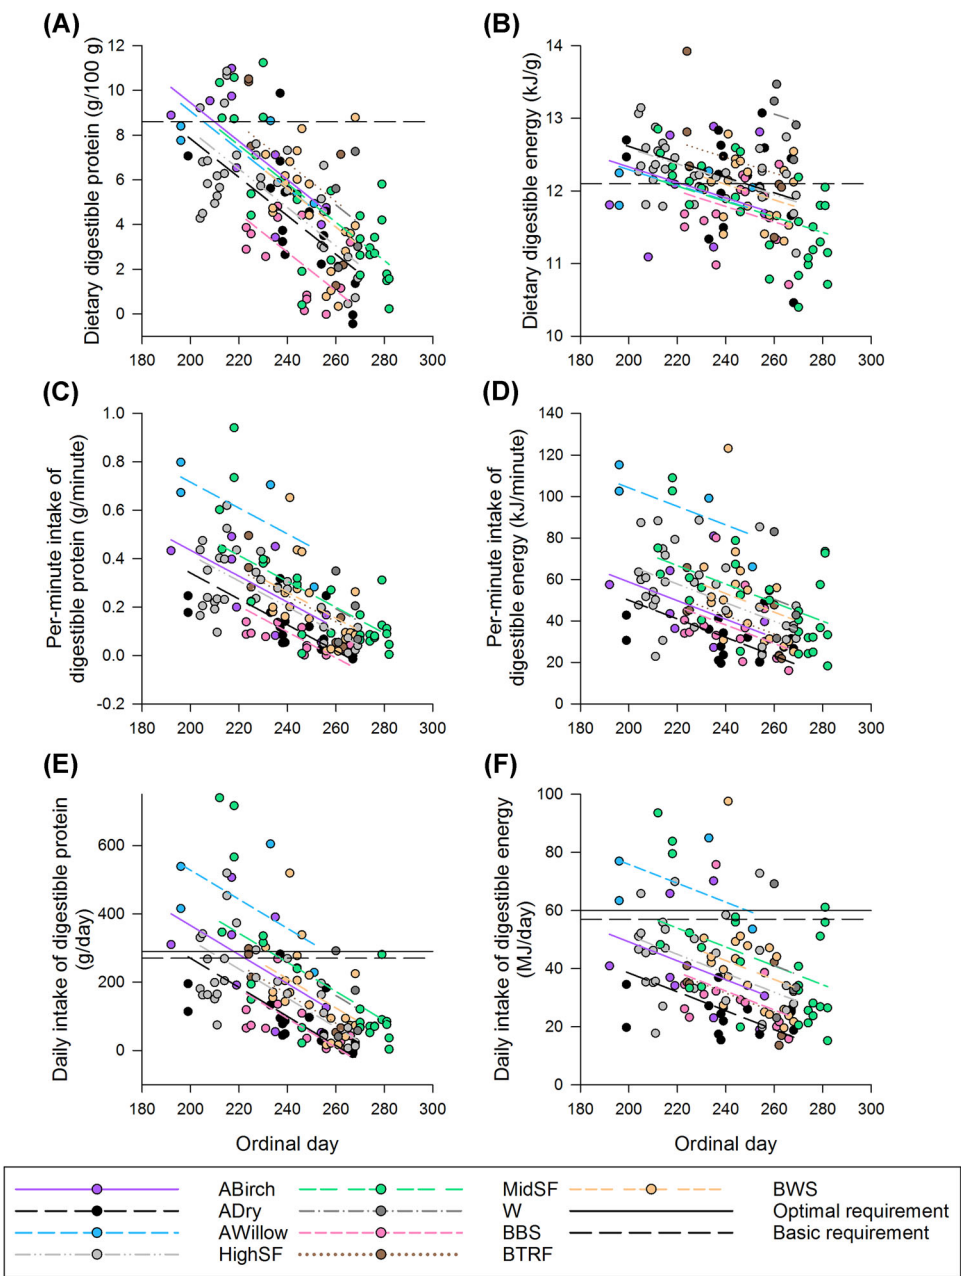 (A)
Dietary digestible protein (g/100 g)
12
10
8
6
4
2
0
180 200 220 240 260 280 300
(B)
Dietary digestible energy (kJ/g)
14
13
12
11
10
180 200 220 240 260 280 300
(C)
Per-minute intake of
digestible protein (g/minute)
1.0
0.8
0.6
0.4
0.2
0.0
-0.2
180 200 220 240 260 280 300
(D)
Per-minute intake of
digestible energy (kJ/minute)
140
120
100
80
60
40
20
0
180 200 220 240 260 280 300
(E)
Daily intake of digestible protein
(g/day)
600
400
200
0
180 200 220 240 260 280 300
Ordinal day
(F)
Daily intake of digestible energy
(MJ/day)
100
80
60
40
20
0
180 200 220 240 260 280 300
Ordinal day
ABirch MidSF BWS
ADry W Optimal requirement
AWillow BBS Basic requirement
HighSF BTRF